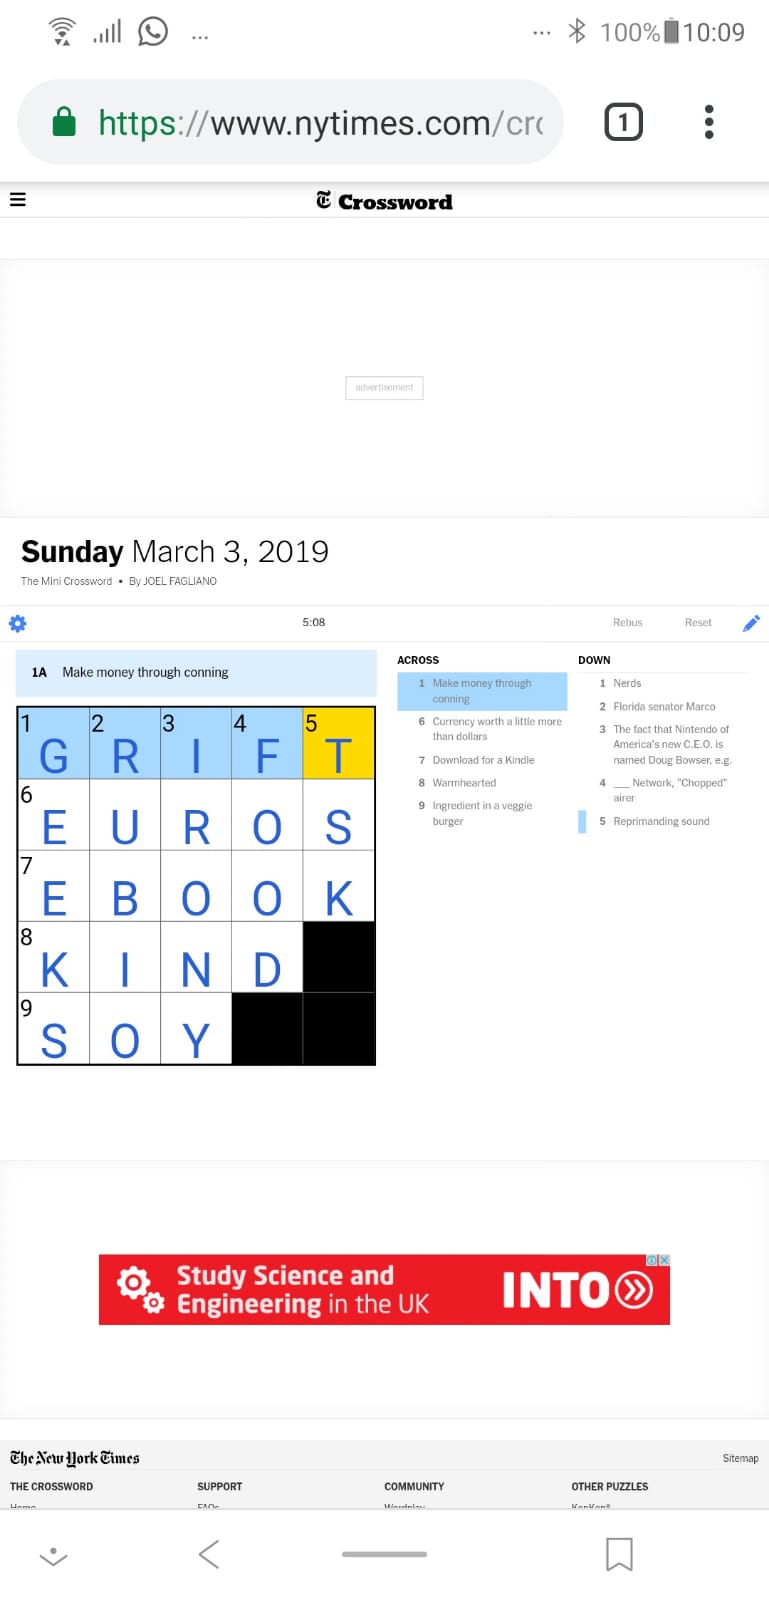 ... ... 100% 10:09
https://www.nytimes.com/cro 1
T Crossword
advertisement
Sunday March 3, 2019
The Mini Crossword • By JOEL FAGLIANO
5:08 Rebus Reset
1A Make money through conning
1 G 2 R 3 I 4 F 5 T
6 E U R O S
7 E B O O K
8 K I N D
9 S O Y
ACROSS
1 Make money through
conning
6 Currency worth a little more
than dollars
7 Download for a Kindle
8 Warmhearted
9 Ingredient in a veggie
burger
DOWN
1 Nerds
2 Florida senator Marco
3 The fact that Nintendo of
America's new C.E.O. is
named Doug Bowser, e.g.
4 ___ Network, "Chopped"
airer
5 Reprimanding sound
Study Science and
Engineering in the UK
INTO
The New York Times
Sitemap
THE CROSSWORD SUPPORT COMMUNITY OTHER PUZZLES
Home FAQs Wordplay KenKen®